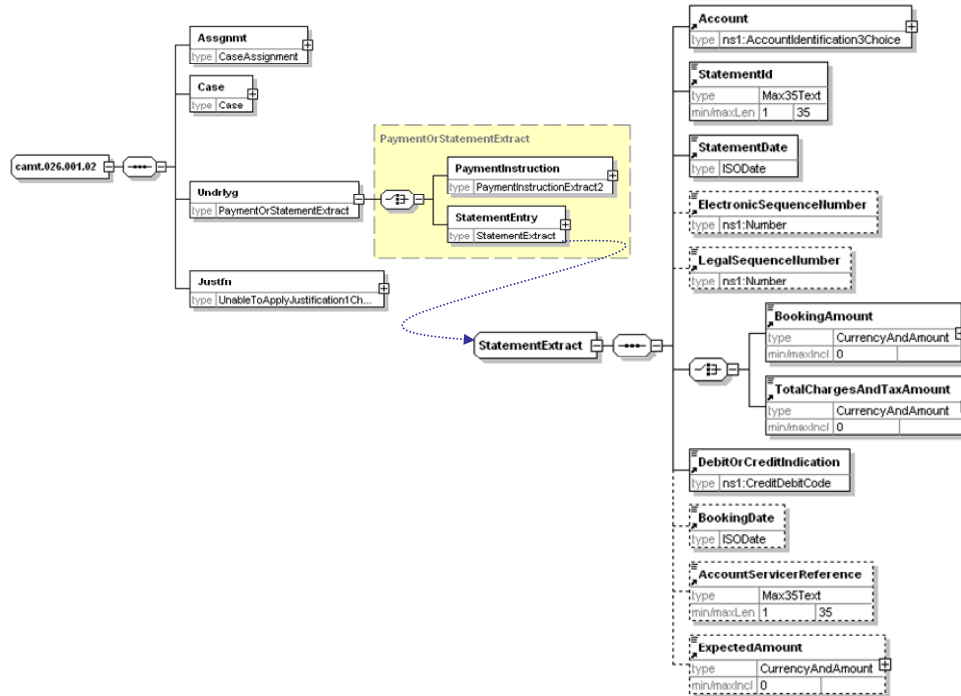 camt.026.001.02
Assgnmt
type CaseAssignment
Case
type Case
Undrlyg
type PaymentOrStatementExtract
Justfn
type UnableToApplyJustification1Ch...
PaymentOrStatementExtract
PaymentInstruction
type PaymentInstructionExtract2
StatementEntry
type StatementExtract
StatementExtract
Account
type ns1:AccountIdentification3Choice
StatementId
type Max35Text
min/maxLen 1 35
StatementDate
type ISODate
ElectronicSequenceNumber
type ns1:Number
LegalSequenceNumber
type ns1:Number
BookingAmount
type CurrencyAndAmount
min/maxIncl 0
TotalChargesAndTaxAmount
type CurrencyAndAmount
min/maxIncl 0
DebitOrCreditIndication
type ns1:CreditDebitCode
BookingDate
type ISODate
AccountServicerReference
type Max35Text
min/maxLen 1 35
ExpectedAmount
type CurrencyAndAmount
min/maxIncl 0